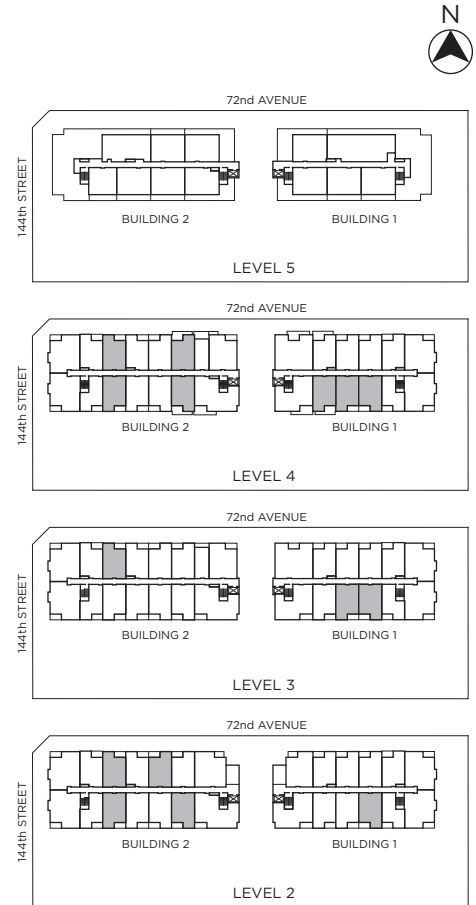 N
72nd AVENUE
144th STREET
BUILDING 2
BUILDING 1
LEVEL 5
72nd AVENUE
144th STREET
BUILDING 2
BUILDING 1
LEVEL 4
72nd AVENUE
144th STREET
BUILDING 2
BUILDING 1
LEVEL 3
72nd AVENUE
144th STREET
BUILDING 2
BUILDING 1
LEVEL 2